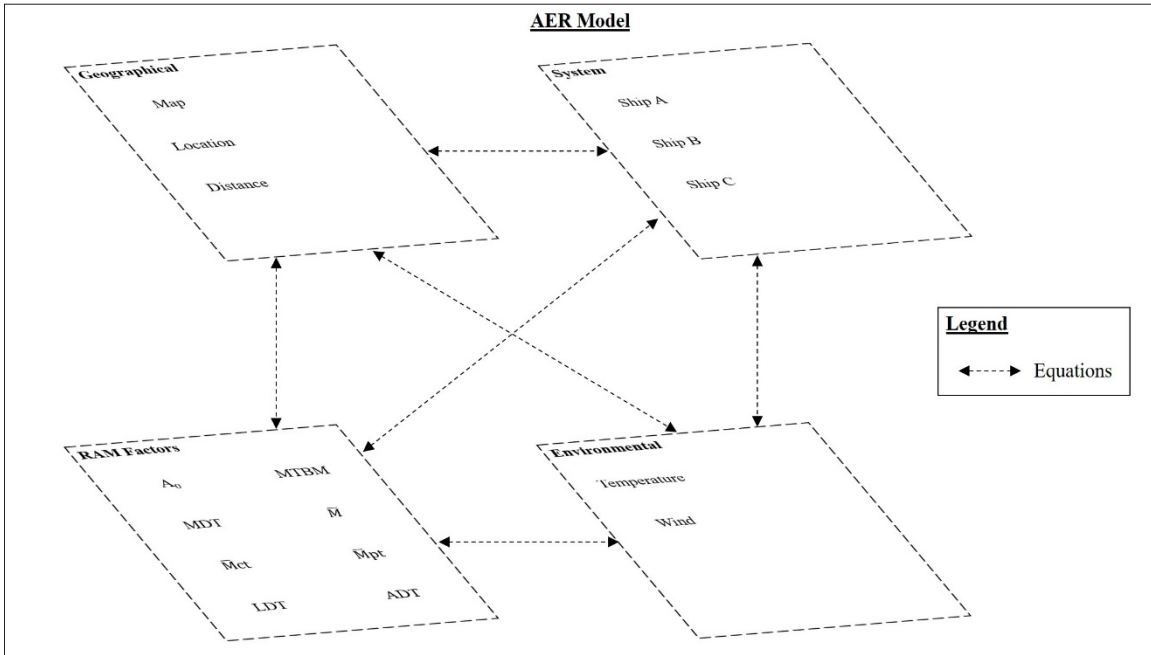 AER Model
Geographical
Map
Location
Distance
System
Ship A
Ship B
Ship C
Legend
Equations
RAM Factors
Aₒ
MTBM
MDT
M̅
M̅ct
M̅pt
LDT
ADT
Environmental
Temperature
Wind